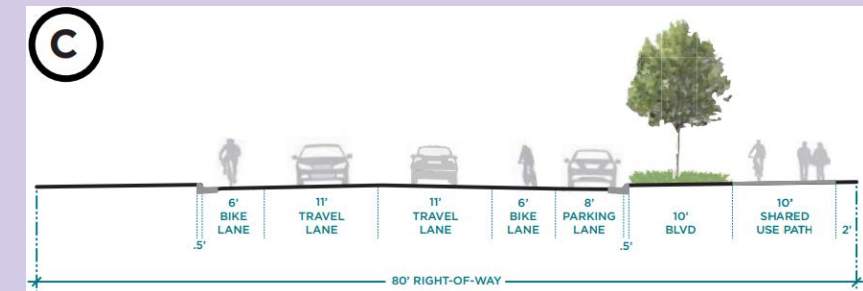 C
6' BIKE LANE
11' TRAVEL LANE
11' TRAVEL LANE
6' BIKE LANE
8' PARKING LANE
10' BLVD
10' SHARED USE PATH
2'
.5'
.5'
80' RIGHT-OF-WAY